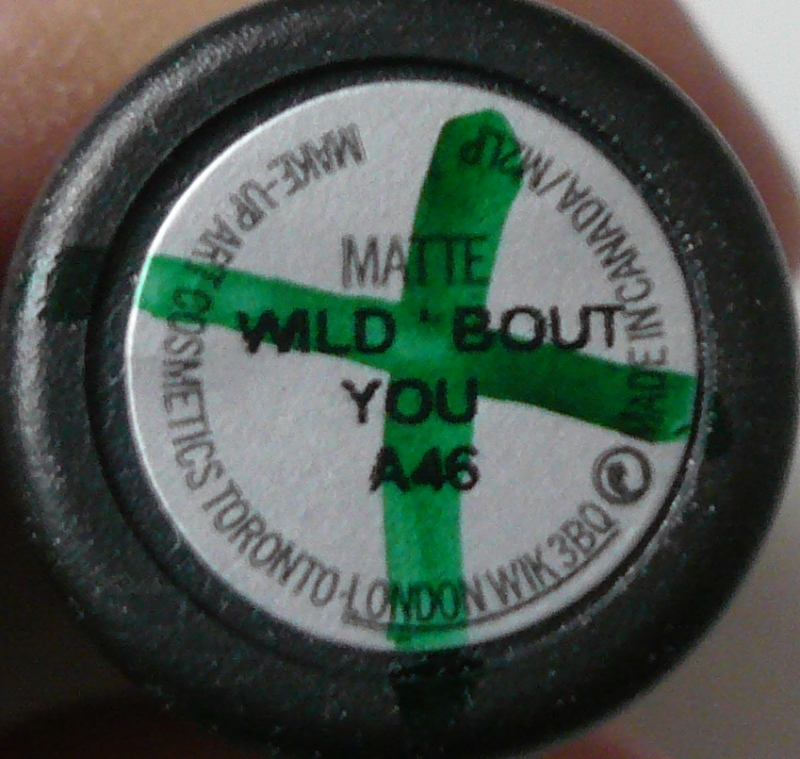 MATTE
WILD 'BOUT
YOU
A46
MAKE-UP ART COSMETICS TORONTO-LONDON W1K 3BQ
MADE IN CANADA/M2LP